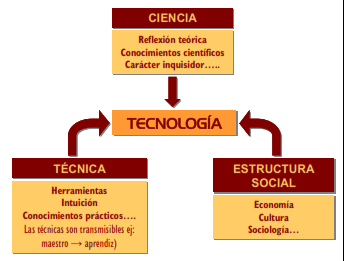 CIENCIA
Reflexión teórica
Conocimientos científicos
Carácter inquisidor…..
TECNOLOGÍA
TÉCNICA
Herramientas
Intuición
Conocimientos prácticos….
Las técnicas son transmisibles ej:
maestro → aprendiz)
ESTRUCTURA
SOCIAL
Economía
Cultura
Sociología…